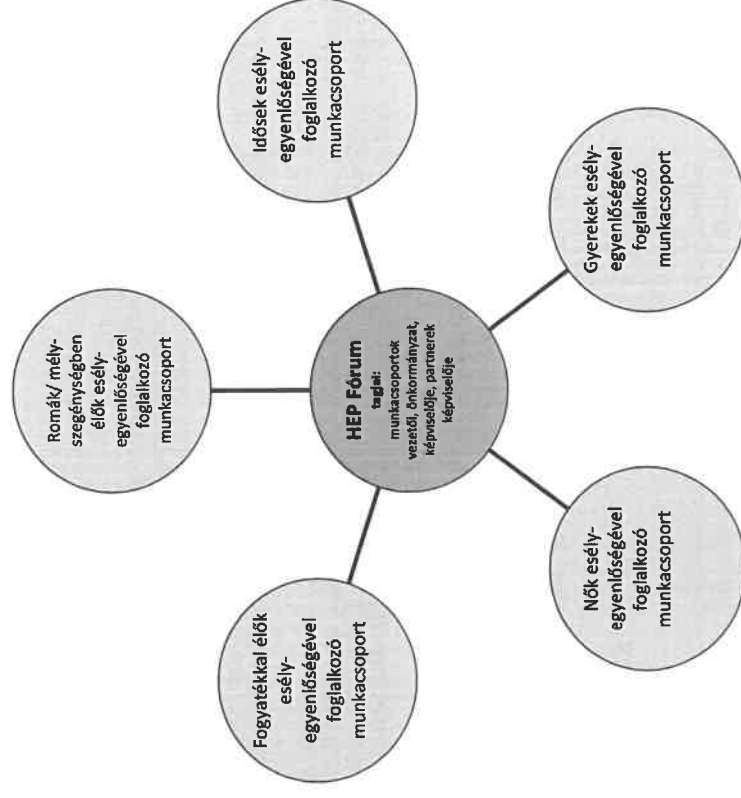 Romák/ mély-
szegénységben
élők esély-
egyenlőségével
foglalkozó
munkacsoport
Idősek esély-
egyenlőségével
foglalkozó
munkacsoport
Gyerekek esély-
egyenlőségével
foglalkozó
munkacsoport
Nők esély-
egyenlőségével
foglalkozó
munkacsoport
Fogyatékkal élők
esély-
egyenlőségével
foglalkozó
munkacsoport
HEP Fórum
tagjai:
munkacsoportok
vezetői, önkormányzat,
képviselője, partnerek
képviselője